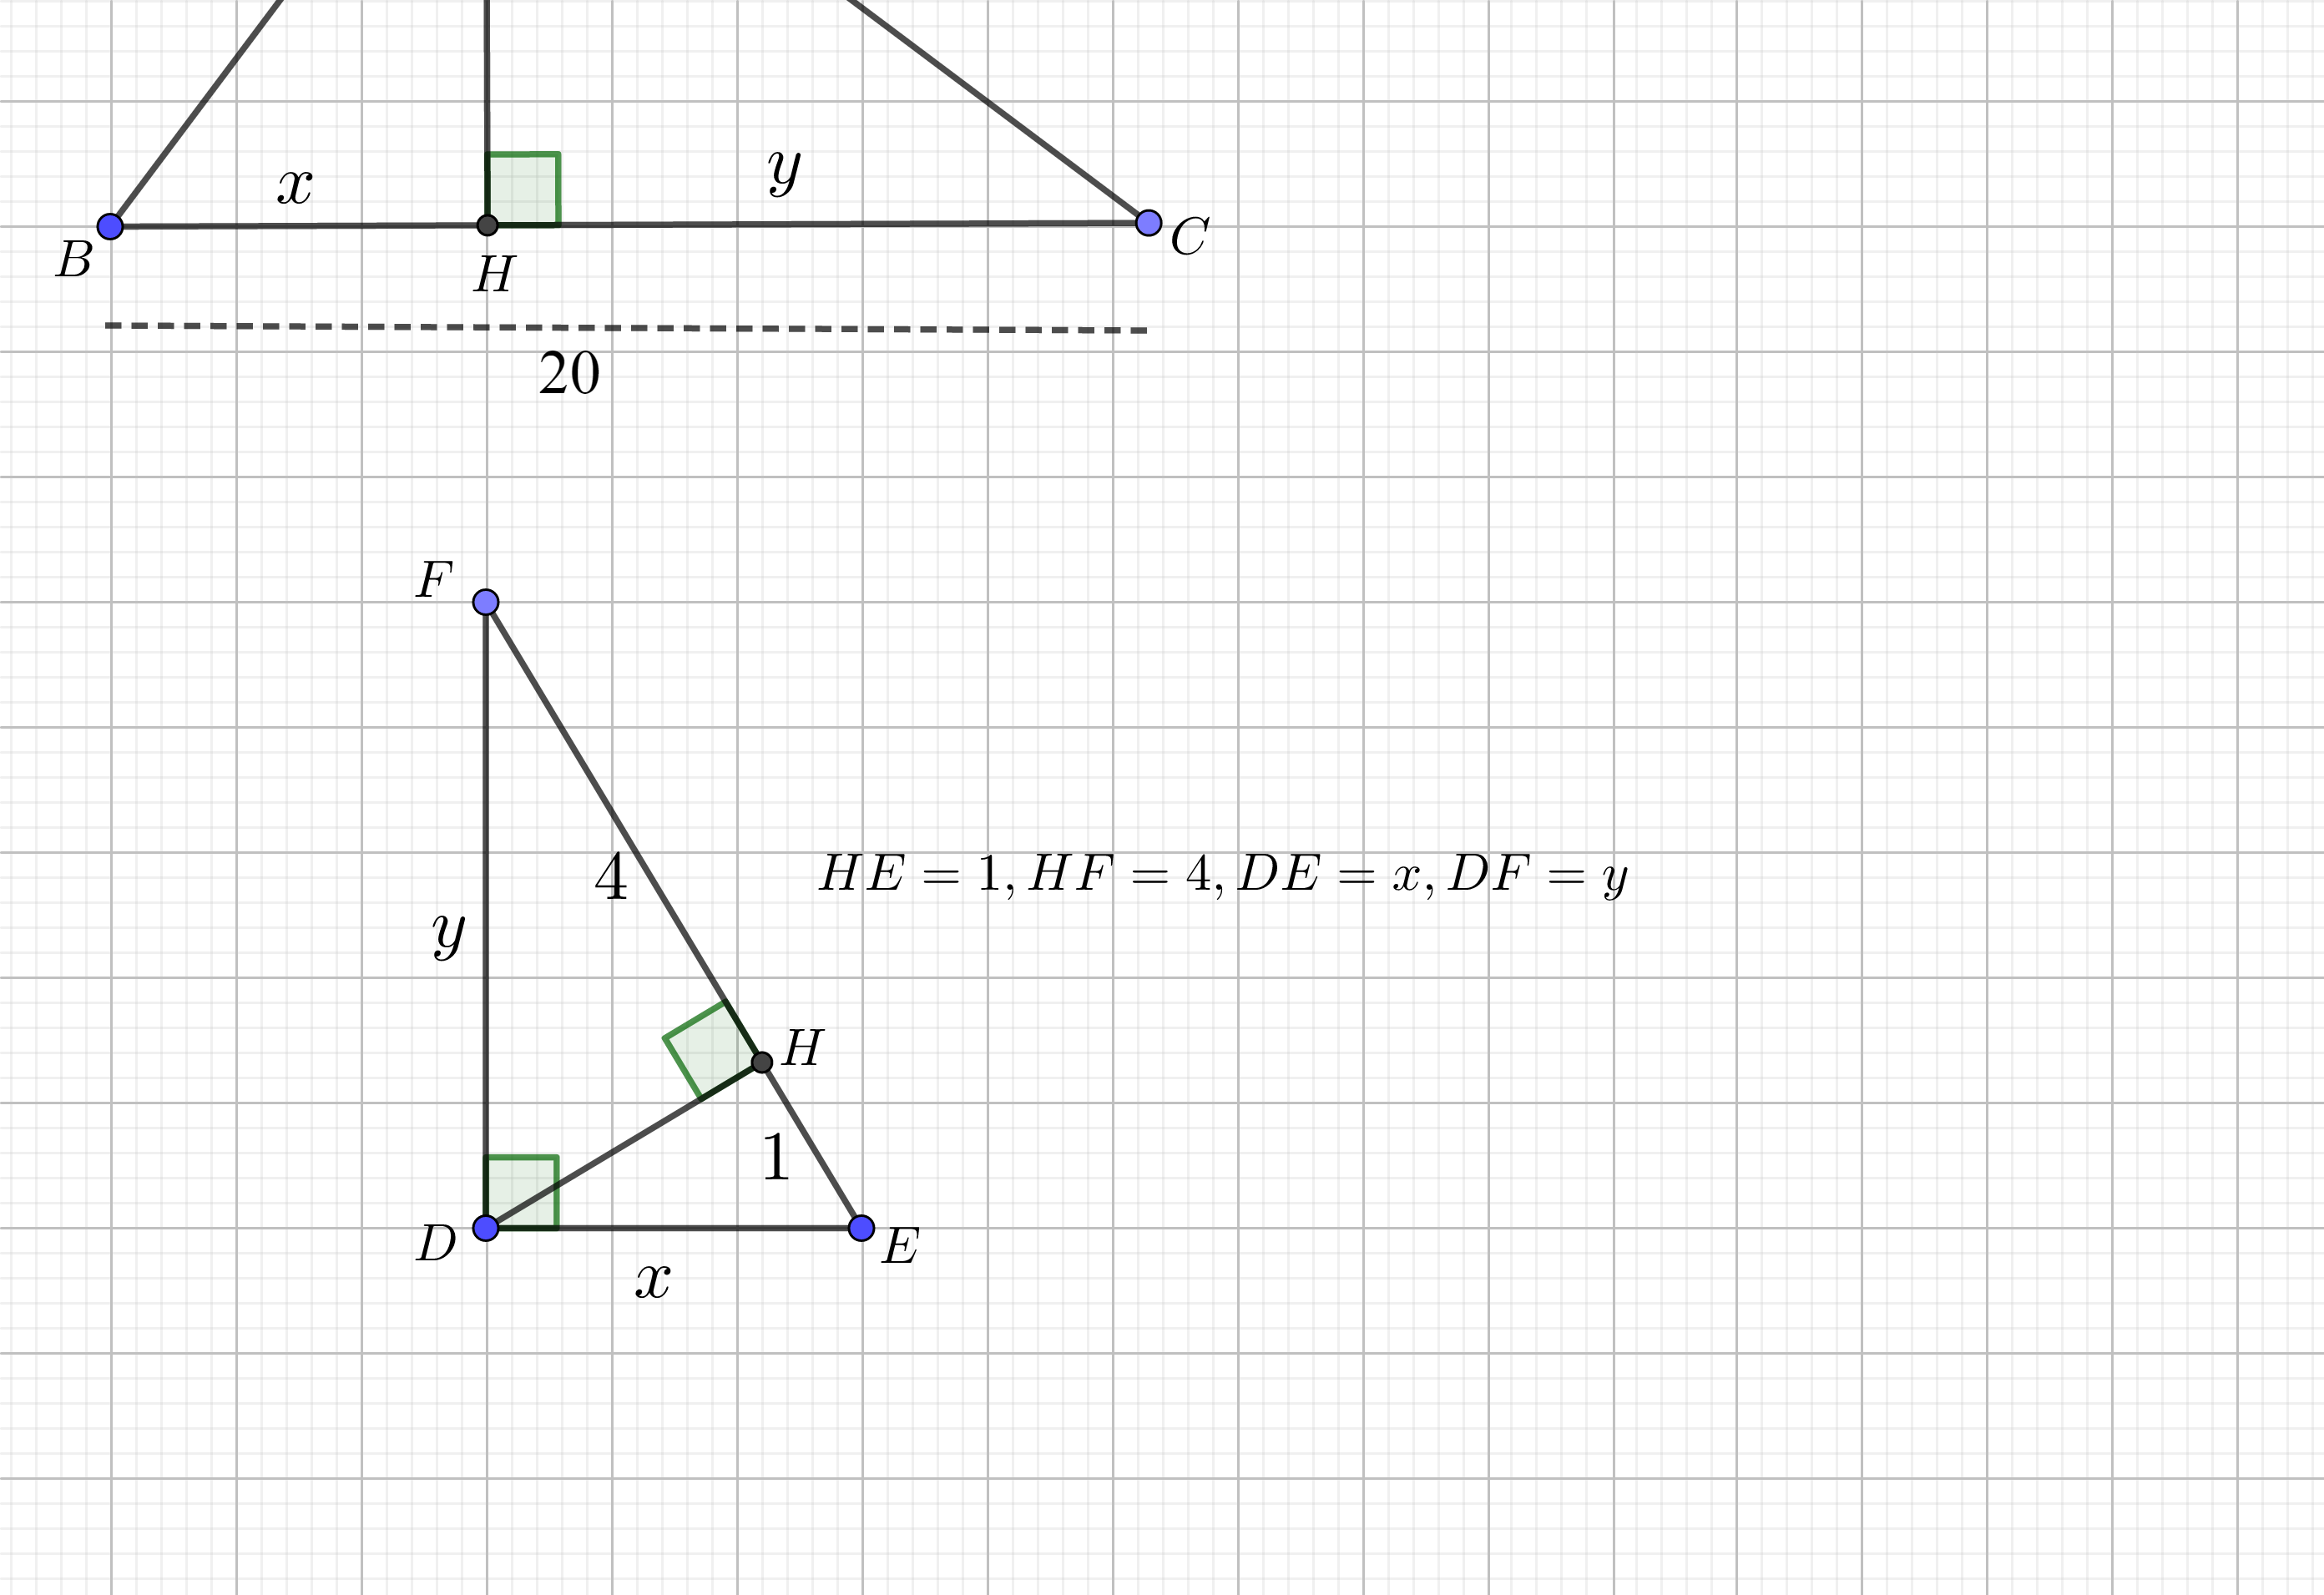 x
y
B
H
C
20
F
4
HE = 1, HF = 4, DE = x, DF = y
y
H
1
D
E
x